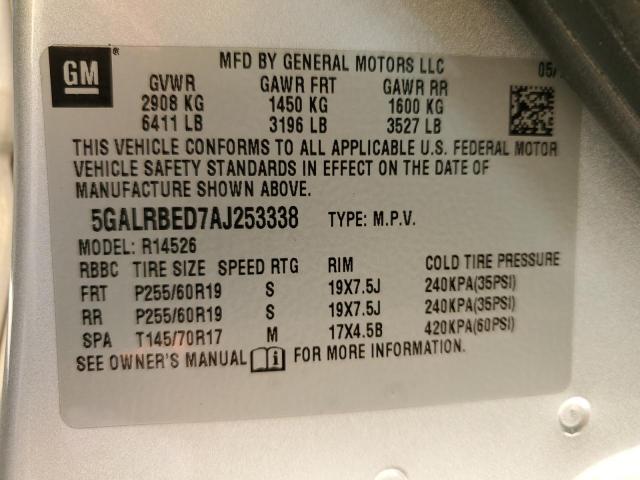 GM ®
MFD BY GENERAL MOTORS LLC 05/
GVWR GAWR FRT GAWR RR
2908 KG 1450 KG 1600 KG
6411 LB 3196 LB 3527 LB
THIS VEHICLE CONFORMS TO ALL APPLICABLE U.S. FEDERAL MOTOR
VEHICLE SAFETY STANDARDS IN EFFECT ON THE DATE OF
MANUFACTURE SHOWN ABOVE.
5GALRBED7AJ253338 TYPE: M.P.V.
MODEL: R14526
RBBC TIRE SIZE SPEED RTG RIM COLD TIRE PRESSURE
FRT P255/60R19 S 19X7.5J 240KPA(35PSI)
RR P255/60R19 S 19X7.5J 240KPA(35PSI)
SPA T145/70R17 M 17X4.5B 420KPA(60PSI)
SEE OWNER'S MANUAL FOR MORE INFORMATION.